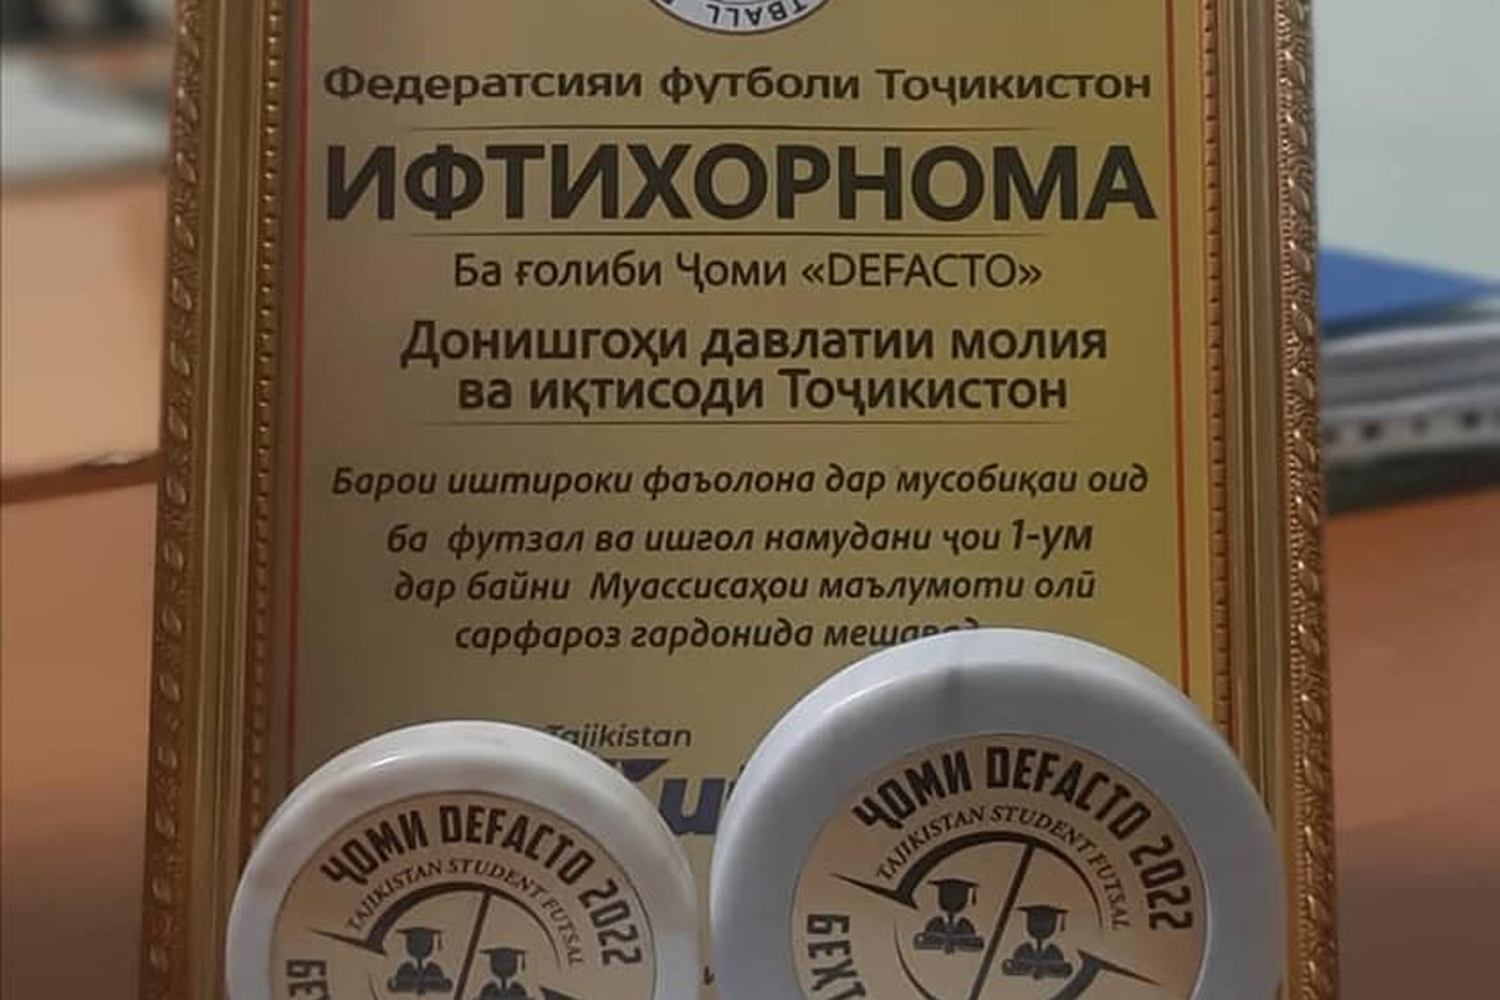 TBALL
Федератсияи футболи Тоҷикистон
ИФТИХОРНОМА
Ба ғолиби Ҷоми «DEFACTO»
Донишгоҳи давлатии молия
ва иқтисоди Тоҷикистон
Барои иштироки фаъолона дар мусобиқаи оид
ба футзал ва ишғол намудани ҷои 1-ум
дар байни Муассисаҳои маълумоти олӣ
сарфароз гардонида мешавад
Tajikistan
ҶОМИ DEFACTO 2022
TAJIKISTAN STUDENT FUTSAL
ҶОМИ DEFACTO 2022
TAJIKISTAN STUDENT FUTSAL